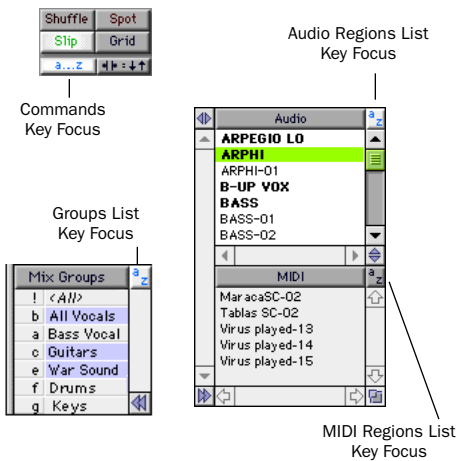 Shuffle Spot
Slip Grid
a...z
Commands
Key Focus
Audio Regions List
Key Focus
Audio
a
z
ARPEGIO LO
ARPHI
ARPHI-01
B-UP VOX
BASS
BASS-01
BASS-02
MIDI
a
z
MaracaSC-02
Tablas SC-02
Virus played-13
Virus played-14
Virus played-15
MIDI Regions List
Key Focus
Groups List
Key Focus
Mix Groups
a
z
! <All>
b All Vocals
a Bass Vocal
c Guitars
e War Sound
f Drums
g Keys